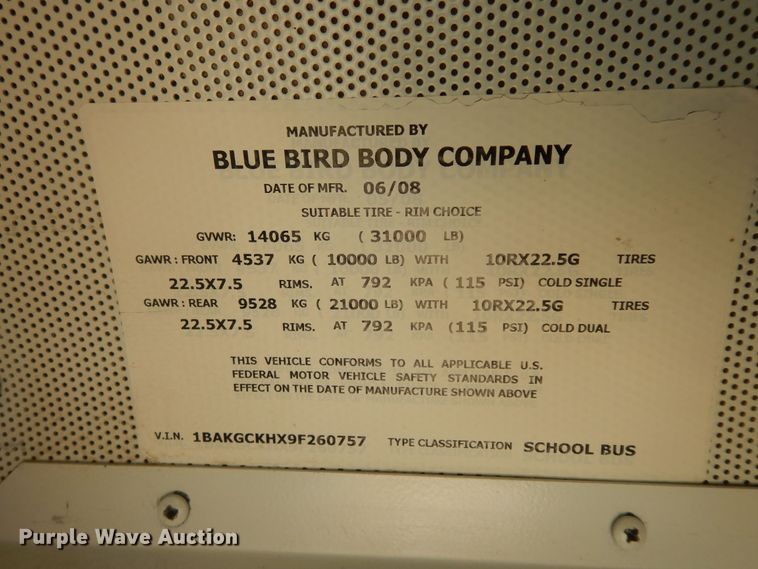 MANUFACTURED BY
BLUE BIRD BODY COMPANY
DATE OF MFR. 06/08
SUITABLE TIRE - RIM CHOICE
GVWR: 14065 KG ( 31000 LB)
GAWR : FRONT 4537 KG ( 10000 LB) WITH 10RX22.5G TIRES
22.5X7.5 RIMS. AT 792 KPA ( 115 PSI) COLD SINGLE
GAWR : REAR 9528 KG ( 21000 LB) WITH 10RX22.5G TIRES
22.5X7.5 RIMS. AT 792 KPA (115 PSI) COLD DUAL
THIS VEHICLE CONFORMS TO ALL APPLICABLE U.S.
FEDERAL MOTOR VEHICLE SAFETY STANDARDS IN
EFFECT ON THE DATE OF MANUFACTURE SHOWN ABOVE
V.I.N. 1BAKGCKHX9F260757 TYPE CLASSIFICATION SCHOOL BUS
Purple Wave Auction